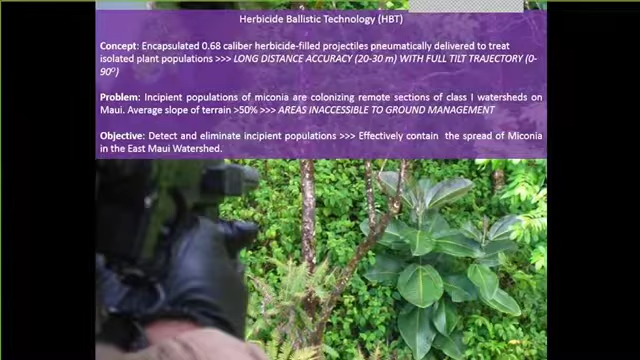 Herbicide Ballistic Technology (HBT)
Concept: Encapsulated 0.68 caliber herbicide-filled projectiles pneumatically delivered to treat
isolated plant populations >>> LONG DISTANCE ACCURACY (20-30 m) WITH FULL TILT TRAJECTORY (0-
90°)
Problem: Incipient populations of miconia are colonizing remote sections of class I watersheds on
Maui. Average slope of terrain >50% >>> AREAS INACCESSIBLE TO GROUND MANAGEMENT
Objective: Detect and eliminate incipient populations >>> Effectively contain the spread of Miconia
in the East Maui Watershed.